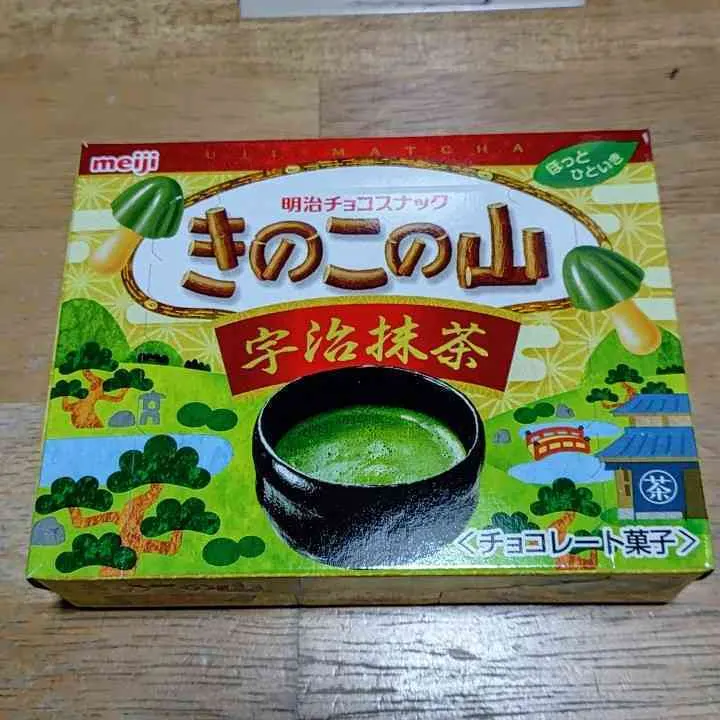 meiji
UJI MATCHA
ほっと
ひといき
明治チョコスナック
きのこの山
宇治抹茶
茶
〈チョコレート菓子〉